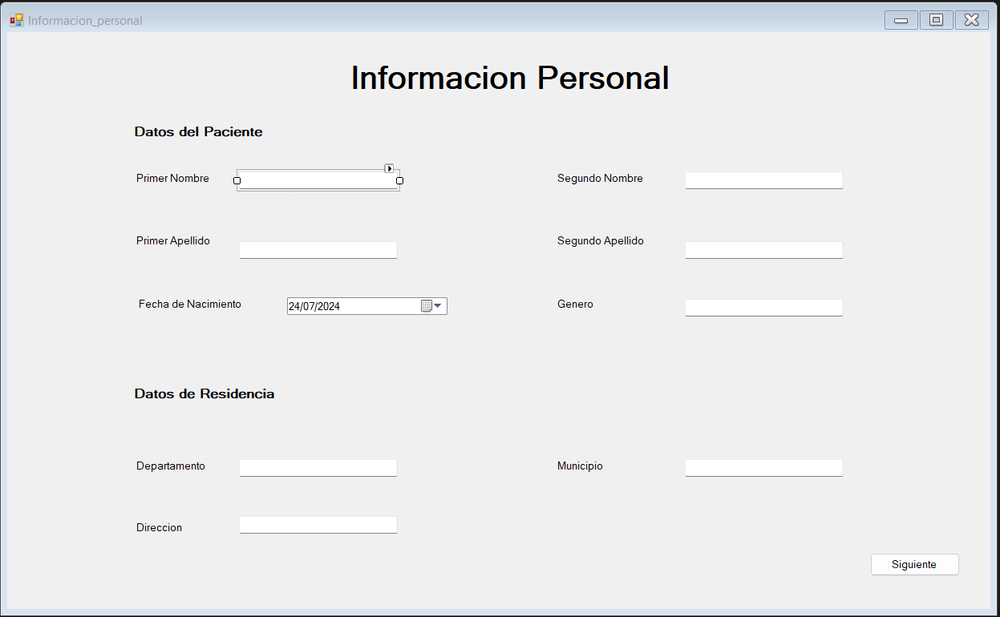 Informacion_personal
Informacion Personal
Datos del Paciente
Primer Nombre
Segundo Nombre
Primer Apellido
Segundo Apellido
Fecha de Nacimiento
24/07/2024
Genero
Datos de Residencia
Departamento
Municipio
Direccion
Siguiente